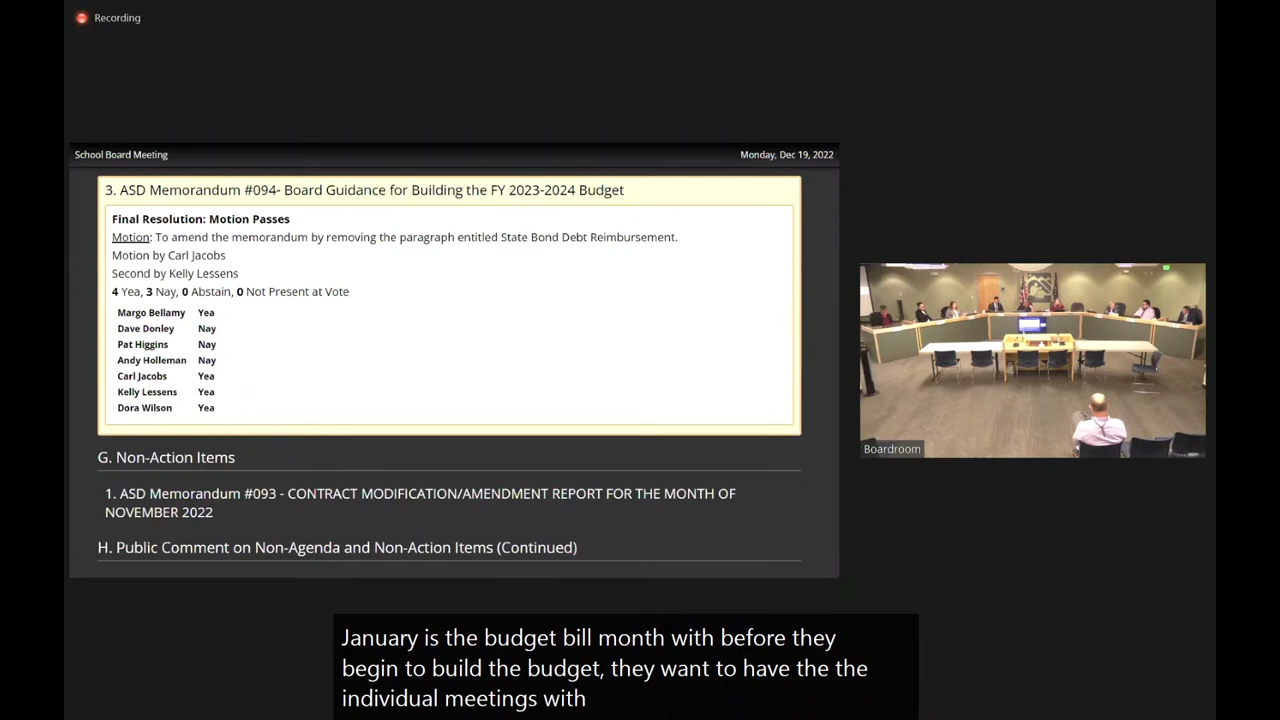 Recording
School Board Meeting
Monday, Dec 19, 2022
3. ASD Memorandum #094- Board Guidance for Building the FY 2023-2024 Budget
Final Resolution: Motion Passes
Motion: To amend the memorandum by removing the paragraph entitled State Bond Debt Reimbursement.
Motion by Carl Jacobs
Second by Kelly Lessens
4 Yea, 3 Nay, 0 Abstain, 0 Not Present at Vote
Margo Bellamy Yea
Dave Donley Nay
Pat Higgins Nay
Andy Holleman Nay
Carl Jacobs Yea
Kelly Lessens Yea
Dora Wilson Yea
G. Non-Action Items
1. ASD Memorandum #093 - CONTRACT MODIFICATION/AMENDMENT REPORT FOR THE MONTH OF
NOVEMBER 2022
H. Public Comment on Non-Agenda and Non-Action Items (Continued)
Boardroom
January is the budget bill month with before they
begin to build the budget, they want to have the the
individual meetings with